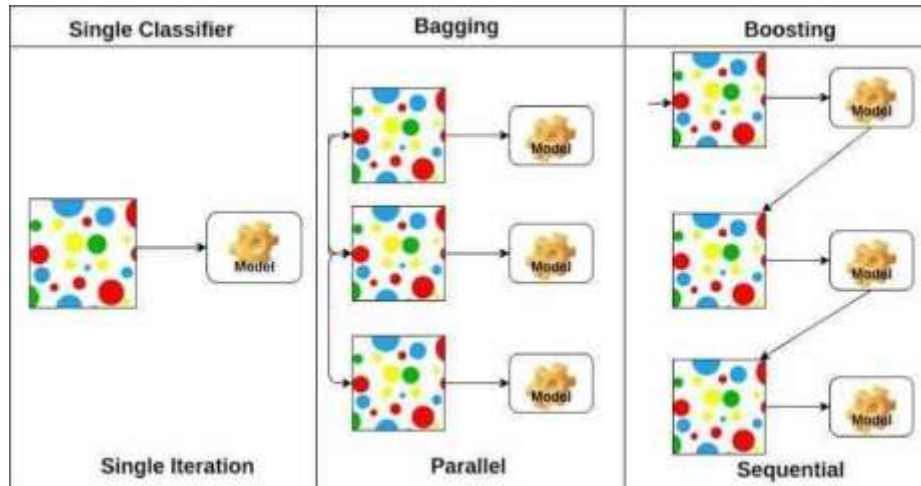 Single Classifier
Bagging
Boosting
Model
Model
Model
Model
Model
Model
Model
Single Iteration
Parallel
Sequential